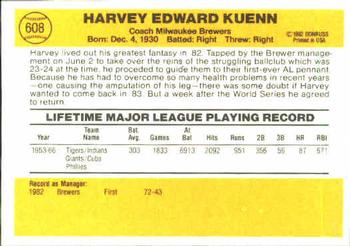 608
HARVEY EDWARD KUENN
Coach Milwaukee Brewers
Born: Dec. 4, 1930 Batted: Right Threw: Right
© 1982 DONRUSS
PRINTED IN USA
Harvey lived out his greatest fantasy in 82. Tapped by the Brewer manage-
ment on June 2 to take over the reins of the struggling ballclub which was
23-24 at the time, he proceeded to guide them to their first-ever AL pennant.
Because he has had to overcome so many health problems in recent years
-one causing the amputation of his leg-there was some doubt if Harvey
wanted to come back in 83. But a week after the World Series he agreed
to return.
LIFETIME MAJOR LEAGUE PLAYING RECORD
Year Team Name Bat. Avg. Games At Bat Hits Runs 2B 3B HR RBI
1953-66 Tigers/Indians 303 1833 6913 2092 951 356 56 87 671
Giants/Cubs
Phillies
Record as Manager:
1982 Brewers First 72-43